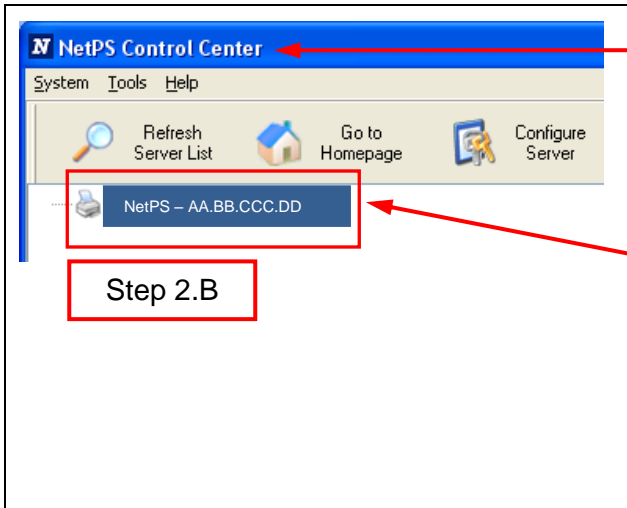 N NetPS Control Center
System Tools Help
Refresh Server List
Go to Homepage
Configure Server
NetPS – AA.BB.CCC.DD
Step 2.B